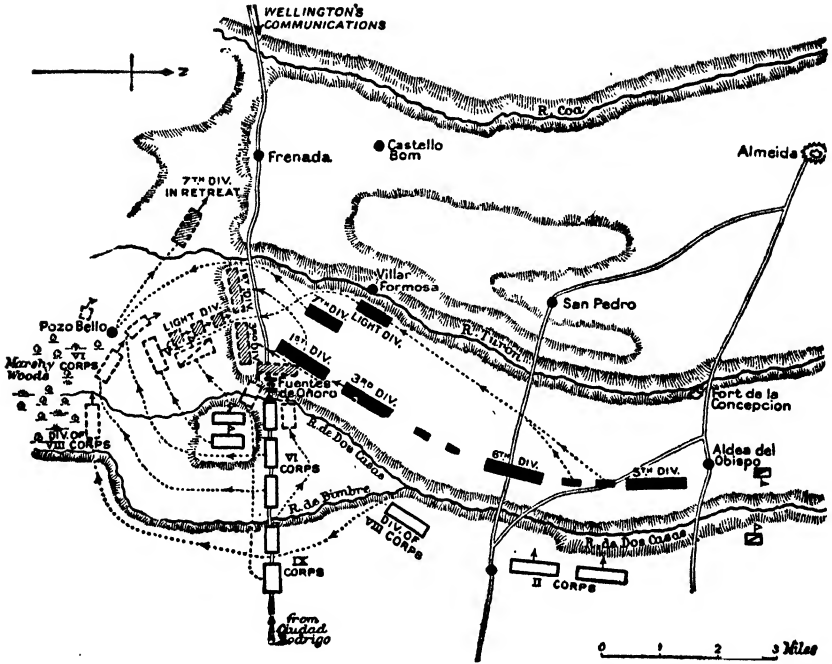 WELLINGTON'S
COMMUNICATIONS
N
R. Coa
Castello
Bom
Almeida
Frenada
7TH DIV.
IN RETREAT
Villar
Formosa
San Pedro
1ST DIV.
3RD DIV.
LIGHT DIV.
7TH DIV.
LIGHT DIV.
R. Turon
Pozo Bello
1ST DIV.
3RD DIV.
Fort de la
Concepcion
VI
CORPS
Marshy
Woods
Fuentes
de Oñoro
DIV. OF
VIII CORPS
R. de Dos Casas
6TH DIV.
5TH DIV.
Aldea del
Obispo
VI
CORPS
R. de Bimbre
DIV. OF
VIII CORPS
R. de Dos Casas
IX
CORPS
II CORPS
from
Ciudad
Rodrigo
0 1 2 3 Miles